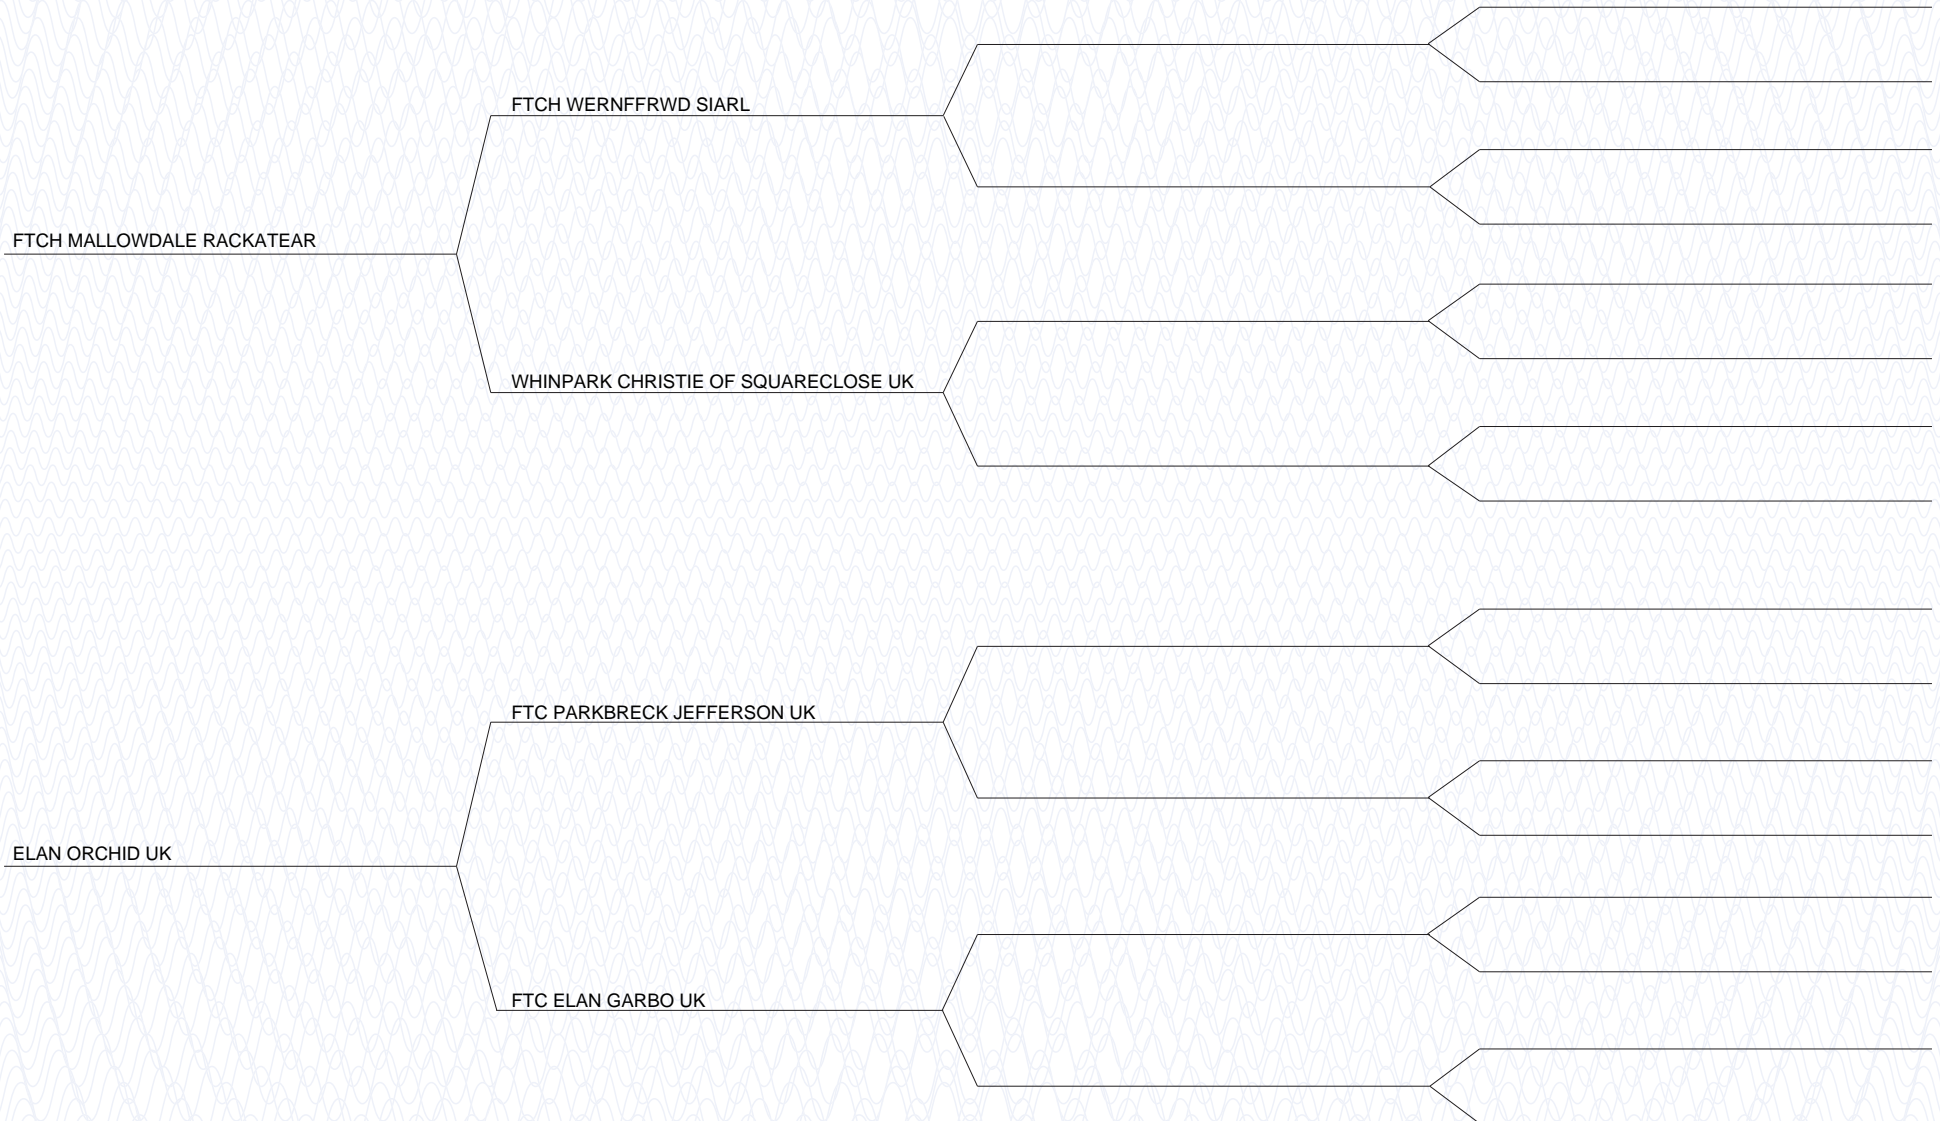 FTCH WERNFFRWD SIARL
FTCH MALLOWDALE RACKATEAR
WHINPARK CHRISTIE OF SQUARECLOSE UK
FTC PARKBRECK JEFFERSON UK
ELAN ORCHID UK
FTC ELAN GARBO UK